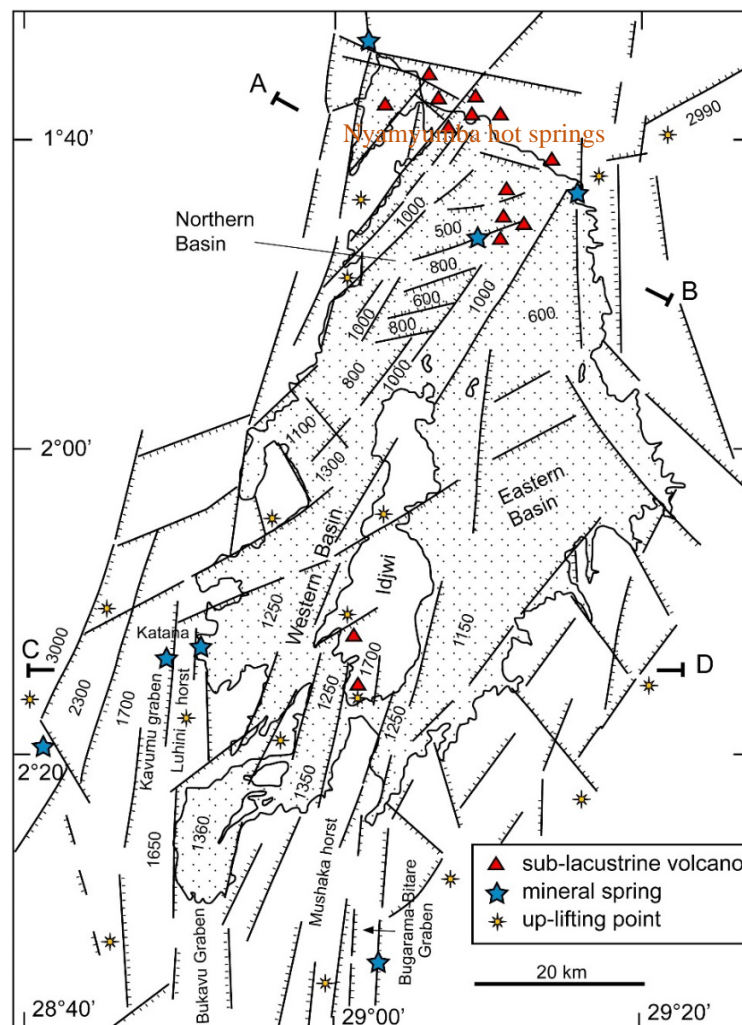 A
2990
1°40'
Nyamyumba hot springs
Northern
Basin
1000
500
800
600
800
1000
1000
1000
800
600
B
1100
1300
2°00'
Eastern
Basin
Western Basin
Idjwi
1250
1150
Katana
C
D
3000
2300
1700
Kavumu graben
Luhini horst
1250
1700
1250
1350
2°20'
1650
1360
Mushaka horst
Bukavu Graben
Bugarama-Bitare
Graben
sub-lacustrine volcano
mineral spring
up-lifting point
20 km
28°40'
29°00'
29°20'